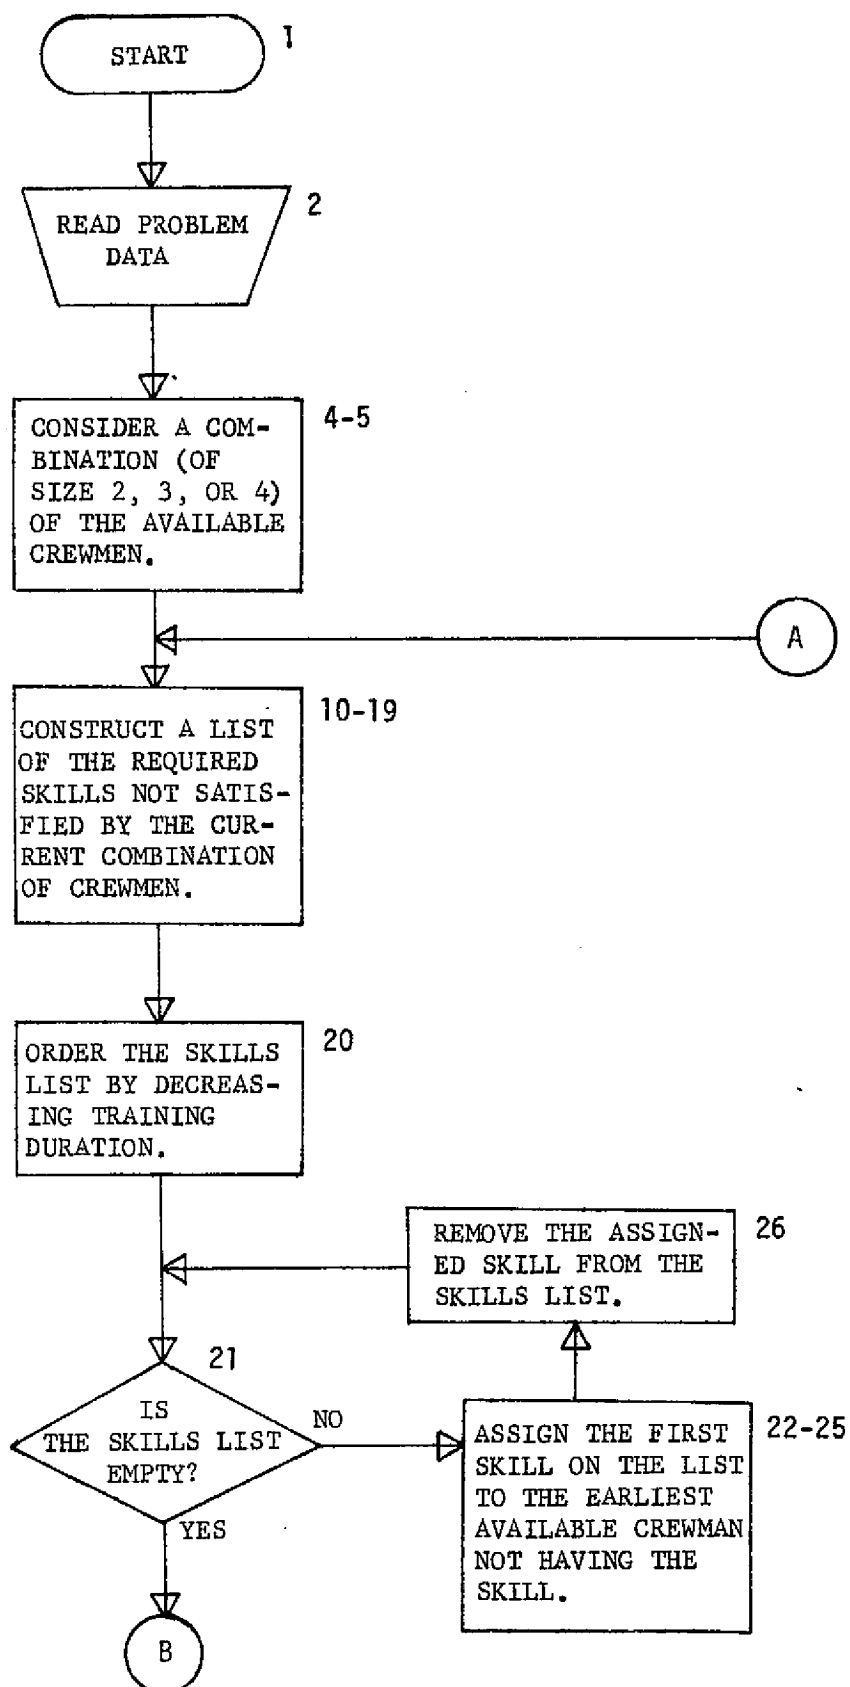 START
1
READ PROBLEM
DATA
2
CONSIDER A COM-
BINATION (OF
SIZE 2, 3, OR 4)
OF THE AVAILABLE
CREWMEN.
4-5
A
CONSTRUCT A LIST
OF THE REQUIRED
SKILLS NOT SATIS-
FIED BY THE CUR-
RENT COMBINATION
OF CREWMEN.
10-19
ORDER THE SKILLS
LIST BY DECREAS-
ING TRAINING
DURATION.
20
REMOVE THE ASSIGN-
ED SKILL FROM THE
SKILLS LIST.
26
21
IS
THE SKILLS LIST
EMPTY?
NO
YES
ASSIGN THE FIRST
SKILL ON THE LIST
TO THE EARLIEST
AVAILABLE CREWMAN
NOT HAVING THE
SKILL.
22-25
B